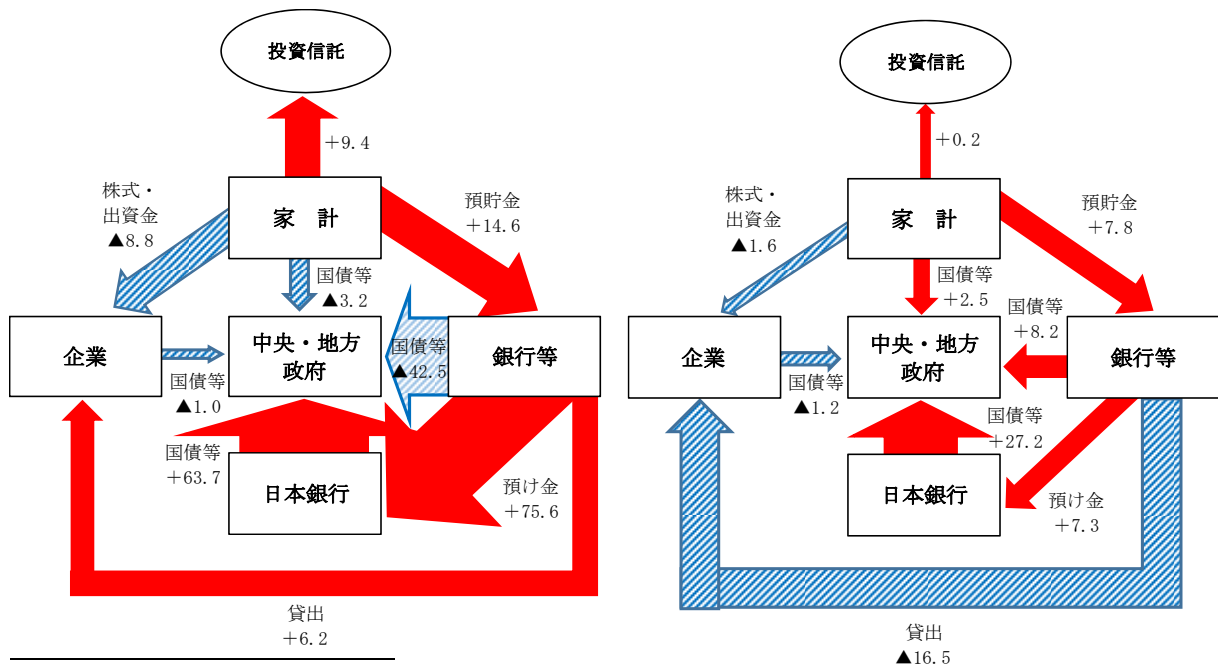 投資信託
＋9.4
株式・
出資金
▲8.8
家　計
預貯金
＋14.6
国債等
▲3.2
企業
国債等
▲1.0
中央・地方
政府
国債等
▲42.5
銀行等
国債等
＋63.7
日本銀行
預け金
＋75.6
貸出
＋6.2
投資信託
＋0.2
株式・
出資金
▲1.6
家　計
預貯金
＋7.8
国債等
＋2.5
国債等
＋8.2
企業
国債等
▲1.2
中央・地方
政府
銀行等
国債等
＋27.2
日本銀行
預け金
＋7.3
貸出
▲16.5